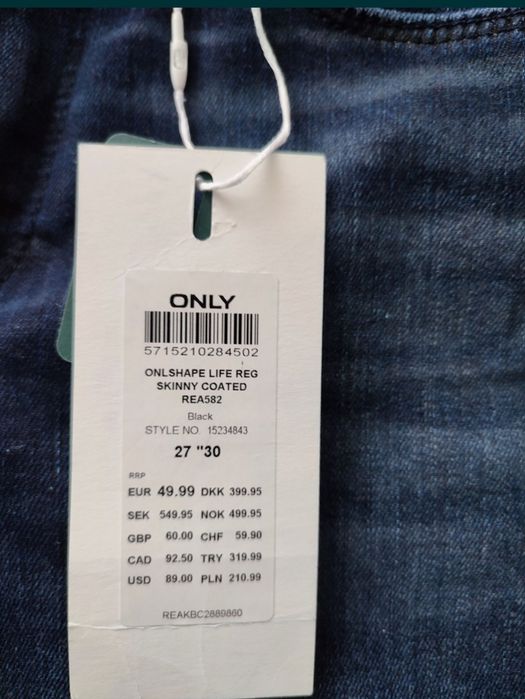 ONLY
5715210284502
ONLSHAPE LIFE REG
SKINNY COATED
REA582
Black
STYLE NO. 15234843
27 "30
RRP
EUR 49.99 DKK 399.95
SEK 549.95 NOK 499.95
GBP 60.00 CHF 59.90
CAD 92.50 TRY 319.99
USD 89.00 PLN 210.99
REAKBC2889860